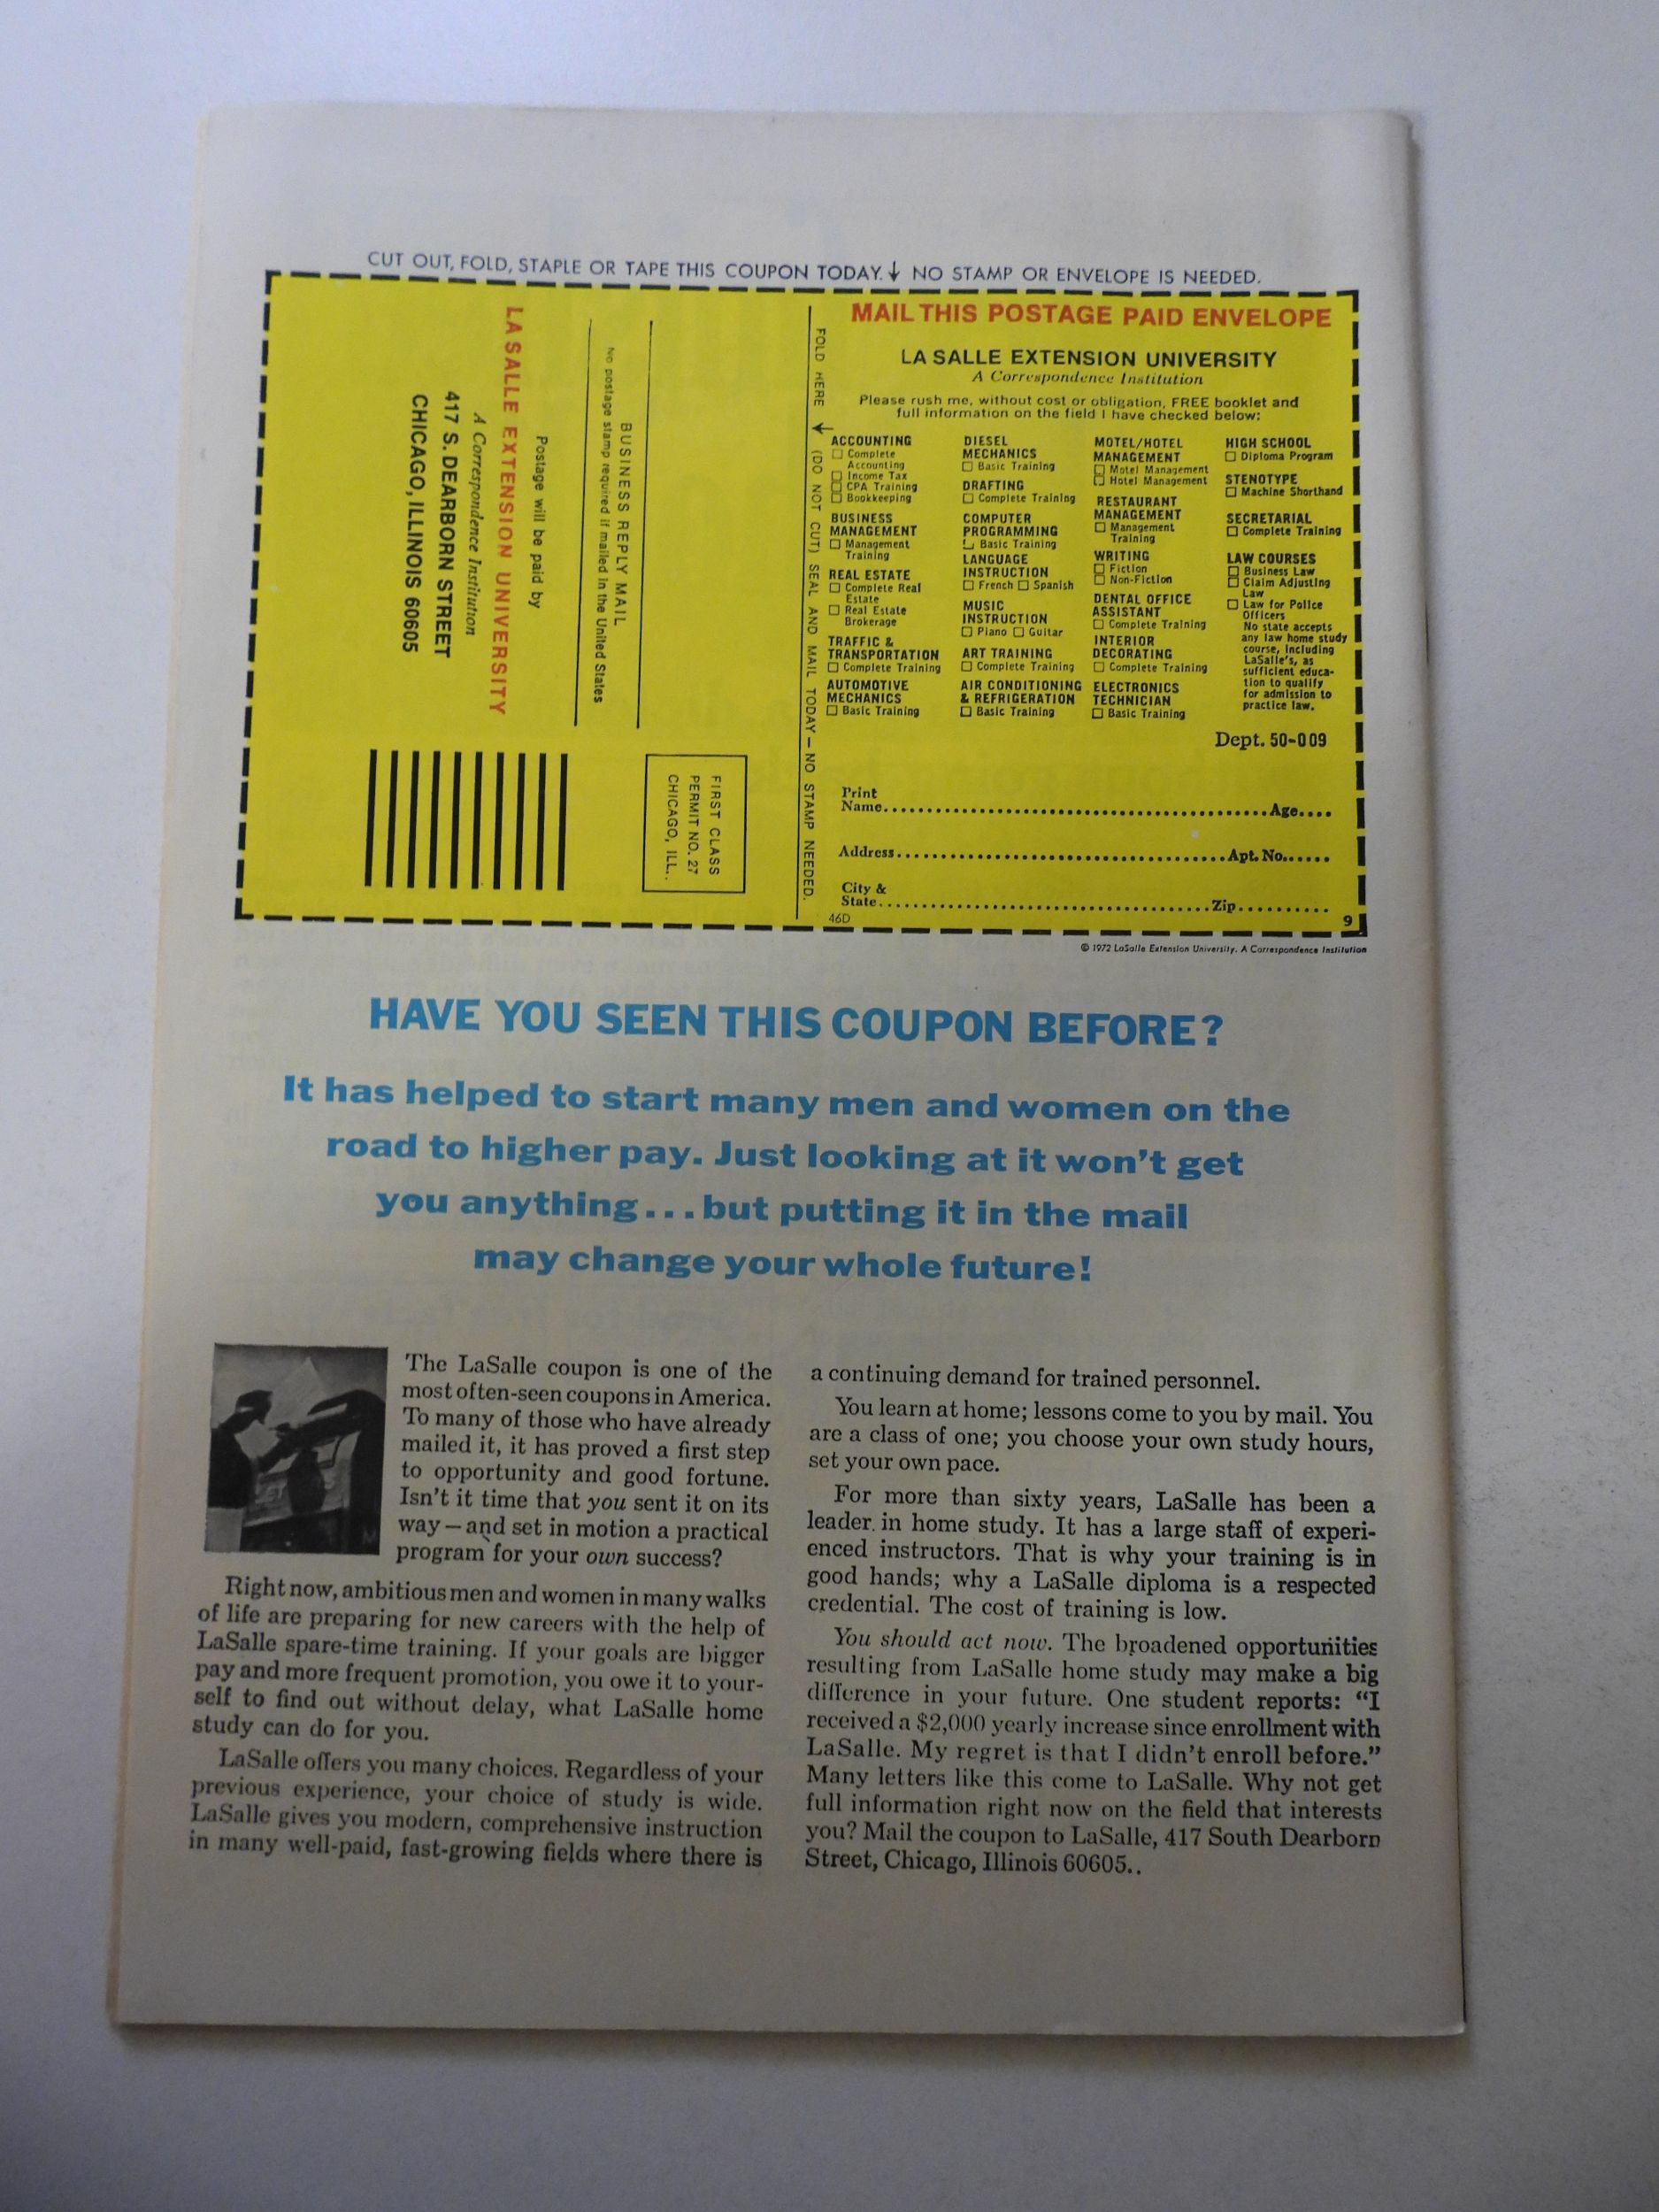 CUT OUT, FOLD, STAPLE OR TAPE THIS COUPON TODAY. ↓ NO STAMP OR ENVELOPE IS NEEDED.
FIRST CLASS
PERMIT NO. 27
CHICAGO, ILL..
BUSINESS REPLY MAIL
No postage stamp required if mailed in the United States
Postage will be paid by
LA SALLE EXTENSION UNIVERSITY
A Correspondence Institution
417 S. DEARBORN STREET
CHICAGO, ILLINOIS 60605
FOLD HERE ↓ (DO NOT CUT) SEAL AND MAIL TODAY — NO STAMP NEEDED.
MAIL THIS POSTAGE PAID ENVELOPE
LA SALLE EXTENSION UNIVERSITY
A Correspondence Institution
Please rush me, without cost or obligation, FREE booklet and
full information on the field I have checked below:
ACCOUNTING
☐ Complete
Accounting
☐ Income Tax
☐ CPA Training
☐ Bookkeeping
BUSINESS
MANAGEMENT
☐ Management
Training
REAL ESTATE
☐ Complete Real
Estate
☐ Real Estate
Brokerage
TRAFFIC &
TRANSPORTATION
☐ Complete Training
AUTOMOTIVE
MECHANICS
☐ Basic Training
DIESEL
MECHANICS
☐ Basic Training
DRAFTING
☐ Complete Training
COMPUTER
PROGRAMMING
☐ Basic Training
LANGUAGE
INSTRUCTION
☐ French ☐ Spanish
MUSIC
INSTRUCTION
☐ Piano ☐ Guitar
ART TRAINING
☐ Complete Training
AIR CONDITIONING
& REFRIGERATION
☐ Basic Training
MOTEL/HOTEL
MANAGEMENT
☐ Motel Management
☐ Hotel Management
RESTAURANT
MANAGEMENT
☐ Management
Training
WRITING
☐ Fiction
☐ Non-Fiction
DENTAL OFFICE
ASSISTANT
☐ Complete Training
INTERIOR
DECORATING
☐ Complete Training
ELECTRONICS
TECHNICIAN
☐ Basic Training
HIGH SCHOOL
☐ Diploma Program
STENOTYPE
☐ Machine Shorthand
SECRETARIAL
☐ Complete Training
LAW COURSES
☐ Business Law
☐ Claim Adjusting
Law
☐ Law for Police
Officers
No state accepts
any law home study
course, including
LaSalle's, as
sufficient educa-
tion to qualify
for admission to
practice law.
Dept. 50-009
Print
Name........Age....
Address........Apt. No......
City &
State........Zip..........
46D 9
© 1972 LaSalle Extension University. A Correspondence Institution
HAVE YOU SEEN THIS COUPON BEFORE?
It has helped to start many men and women on the
road to higher pay. Just looking at it won't get
you anything...but putting it in the mail
may change your whole future!
The LaSalle coupon is one of the
most often-seen coupons in America.
To many of those who have already
mailed it, it has proved a first step
to opportunity and good fortune.
Isn't it time that you sent it on its
way — and set in motion a practical
program for your own success?
Right now, ambitious men and women in many walks
of life are preparing for new careers with the help of
LaSalle spare-time training. If your goals are bigger
pay and more frequent promotion, you owe it to your-
self to find out without delay, what LaSalle home
study can do for you.
LaSalle offers you many choices. Regardless of your
previous experience, your choice of study is wide.
LaSalle gives you modern, comprehensive instruction
in many well-paid, fast-growing fields where there is
a continuing demand for trained personnel.
You learn at home; lessons come to you by mail. You
are a class of one; you choose your own study hours,
set your own pace.
For more than sixty years, LaSalle has been a
leader in home study. It has a large staff of experi-
enced instructors. That is why your training is in
good hands; why a LaSalle diploma is a respected
credential. The cost of training is low.
You should act now. The broadened opportunities
resulting from LaSalle home study may make a big
difference in your future. One student reports: "I
received a $2,000 yearly increase since enrollment with
LaSalle. My regret is that I didn't enroll before."
Many letters like this come to LaSalle. Why not get
full information right now on the field that interests
you? Mail the coupon to LaSalle, 417 South Dearborn
Street, Chicago, Illinois 60605..